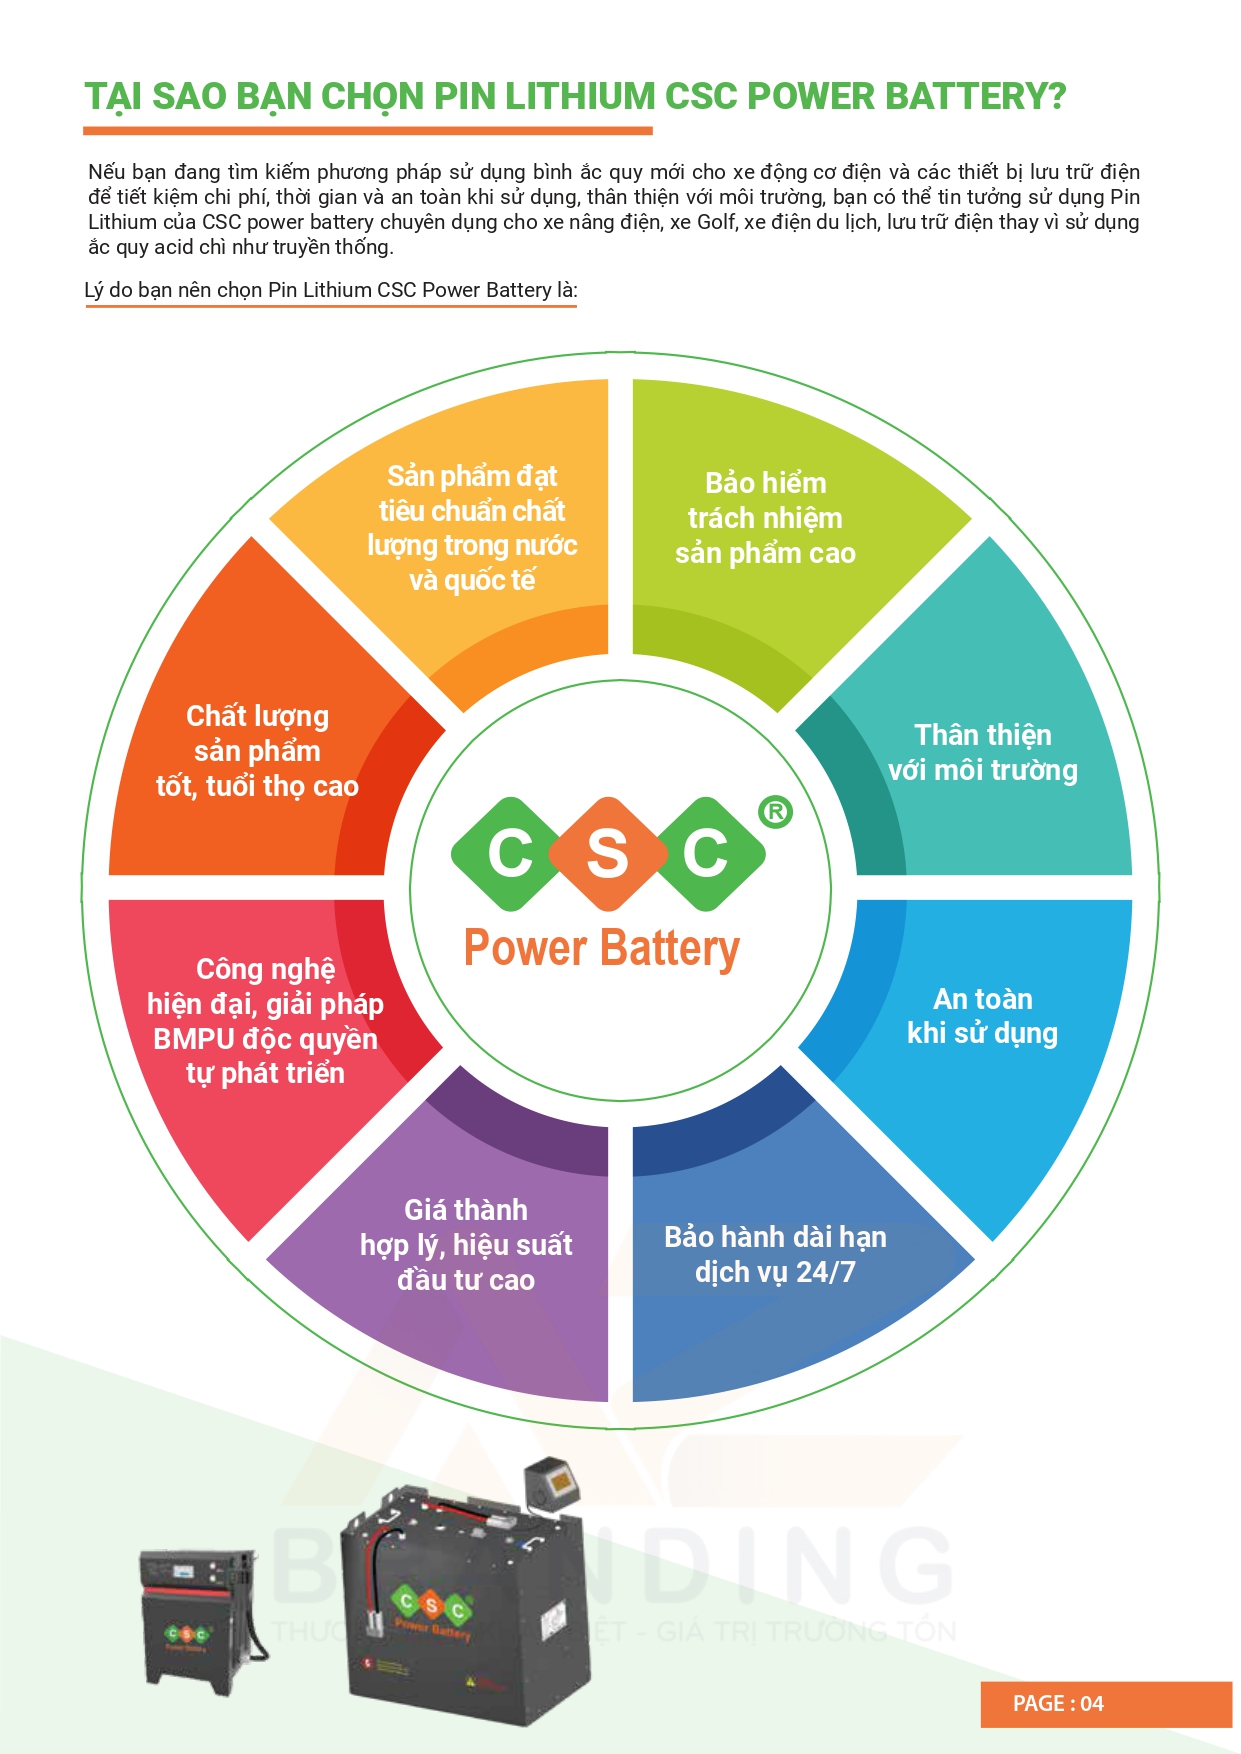 TẠI SAO BẠN CHỌN PIN LITHIUM CSC POWER BATTERY?
Nếu bạn đang tìm kiếm phương pháp sử dụng bình ắc quy mới cho xe động cơ điện và các thiết bị lưu trữ điện
để tiết kiệm chi phí, thời gian và an toàn khi sử dụng, thân thiện với môi trường, bạn có thể tin tưởng sử dụng Pin
Lithium của CSC power battery chuyên dụng cho xe nâng điện, xe Golf, xe điện du lịch, lưu trữ điện thay vì sử dụng
ắc quy acid chì như truyền thống.
Lý do bạn nên chọn Pin Lithium CSC Power Battery là:
Sản phẩm đạt
tiêu chuẩn chất
lượng trong nước
và quốc tế
Bảo hiểm
trách nhiệm
sản phẩm cao
Chất lượng
sản phẩm
tốt, tuổi thọ cao
Thân thiện
với môi trường
CSC ®
Power Battery
Công nghệ
hiện đại, giải pháp
BMPU độc quyền
tự phát triển
An toàn
khi sử dụng
Giá thành
hợp lý, hiệu suất
đầu tư cao
Bảo hành dài hạn
dịch vụ 24/7
CSC
Power Battery
CSC
Power Battery
B NDING
GIÁ TRỊ TRƯỜNG TỒN
PAGE : 04